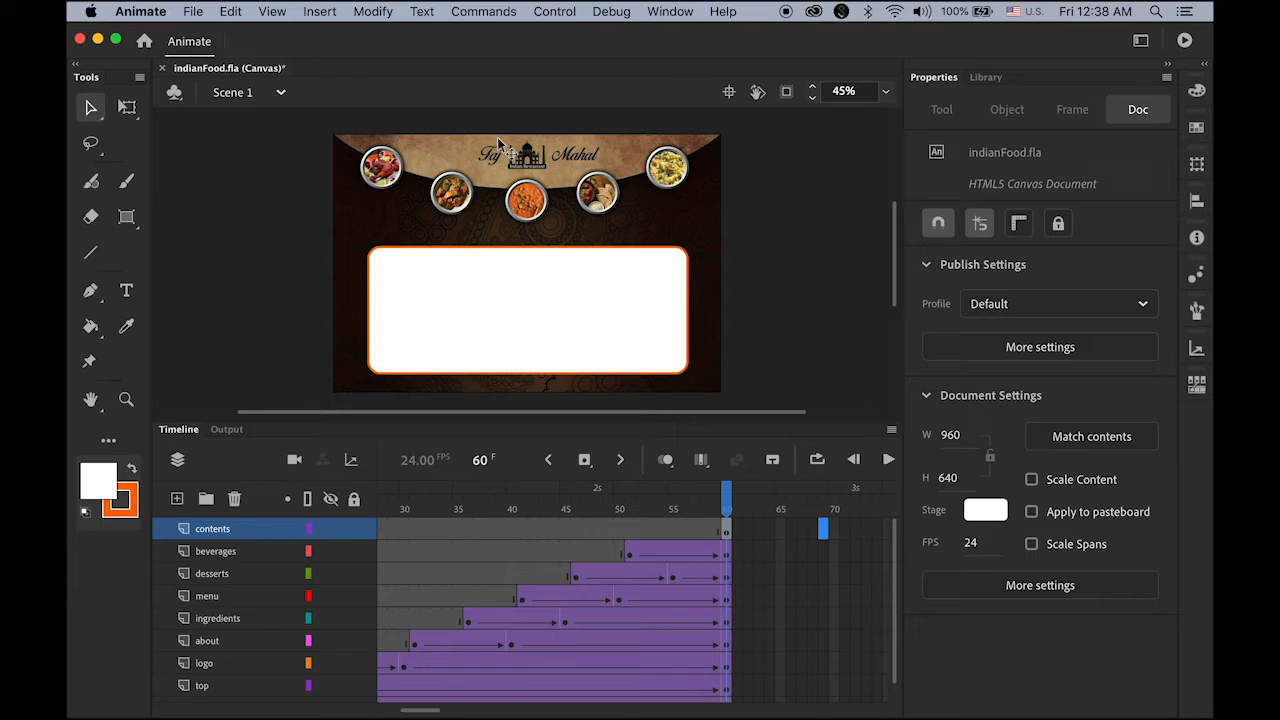 Animate File Edit View Insert Modify Text Commands Control Debug Window Help 100% U.S. Fri 12:38 AM
Animate
indianFood.fla (Canvas)*
Scene 1
45%
Taj Mahal
Indian Restaurant
Tools
Properties Library
Tool Object Frame Doc
An indianFood.fla
HTML5 Canvas Document
Publish Settings
Profile Default
More settings
Document Settings
W 960 Match contents
H 640 Scale Content
Stage Apply to pasteboard
FPS 24 Scale Spans
More settings
Timeline Output
24.00 FPS 60 F
2s 3s
30 35 40 45 50 55 60 65 70
contents
beverages
desserts
menu
ingredients
about
logo
top